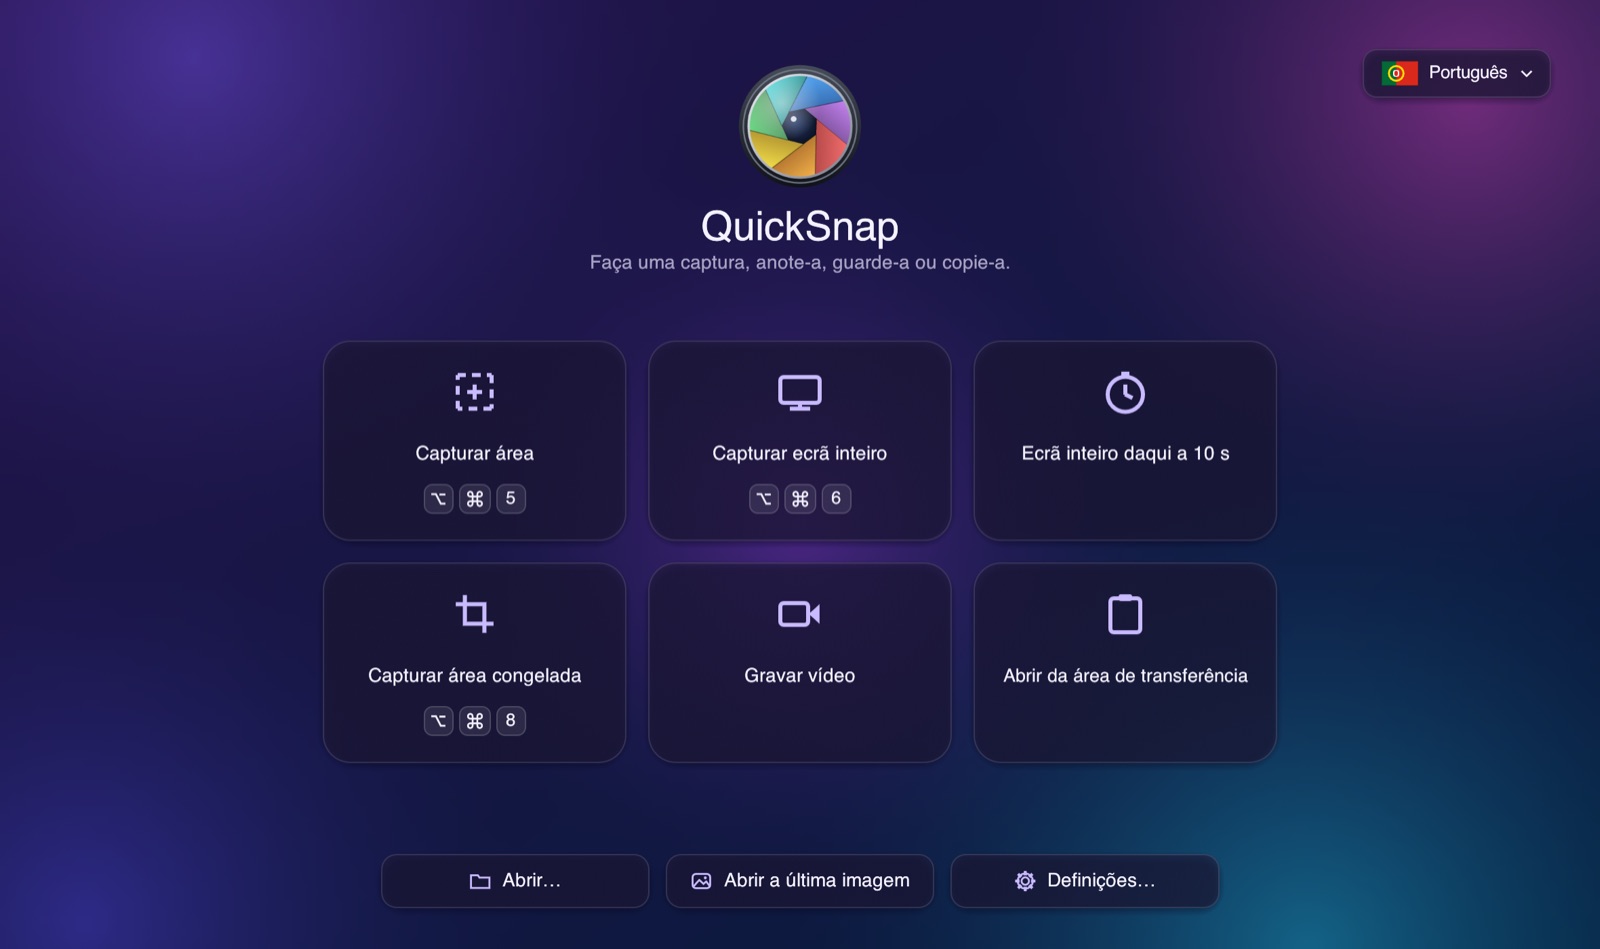 Português
QuickSnap
Faça uma captura, anote-a, guarde-a ou copie-a.
Capturar área
⌥ ⌘ 5
Capturar ecrã inteiro
⌥ ⌘ 6
Ecrã inteiro daqui a 10 s
Capturar área congelada
⌥ ⌘ 8
Gravar vídeo
Abrir da área de transferência
Abrir…
Abrir a última imagem
Definições…